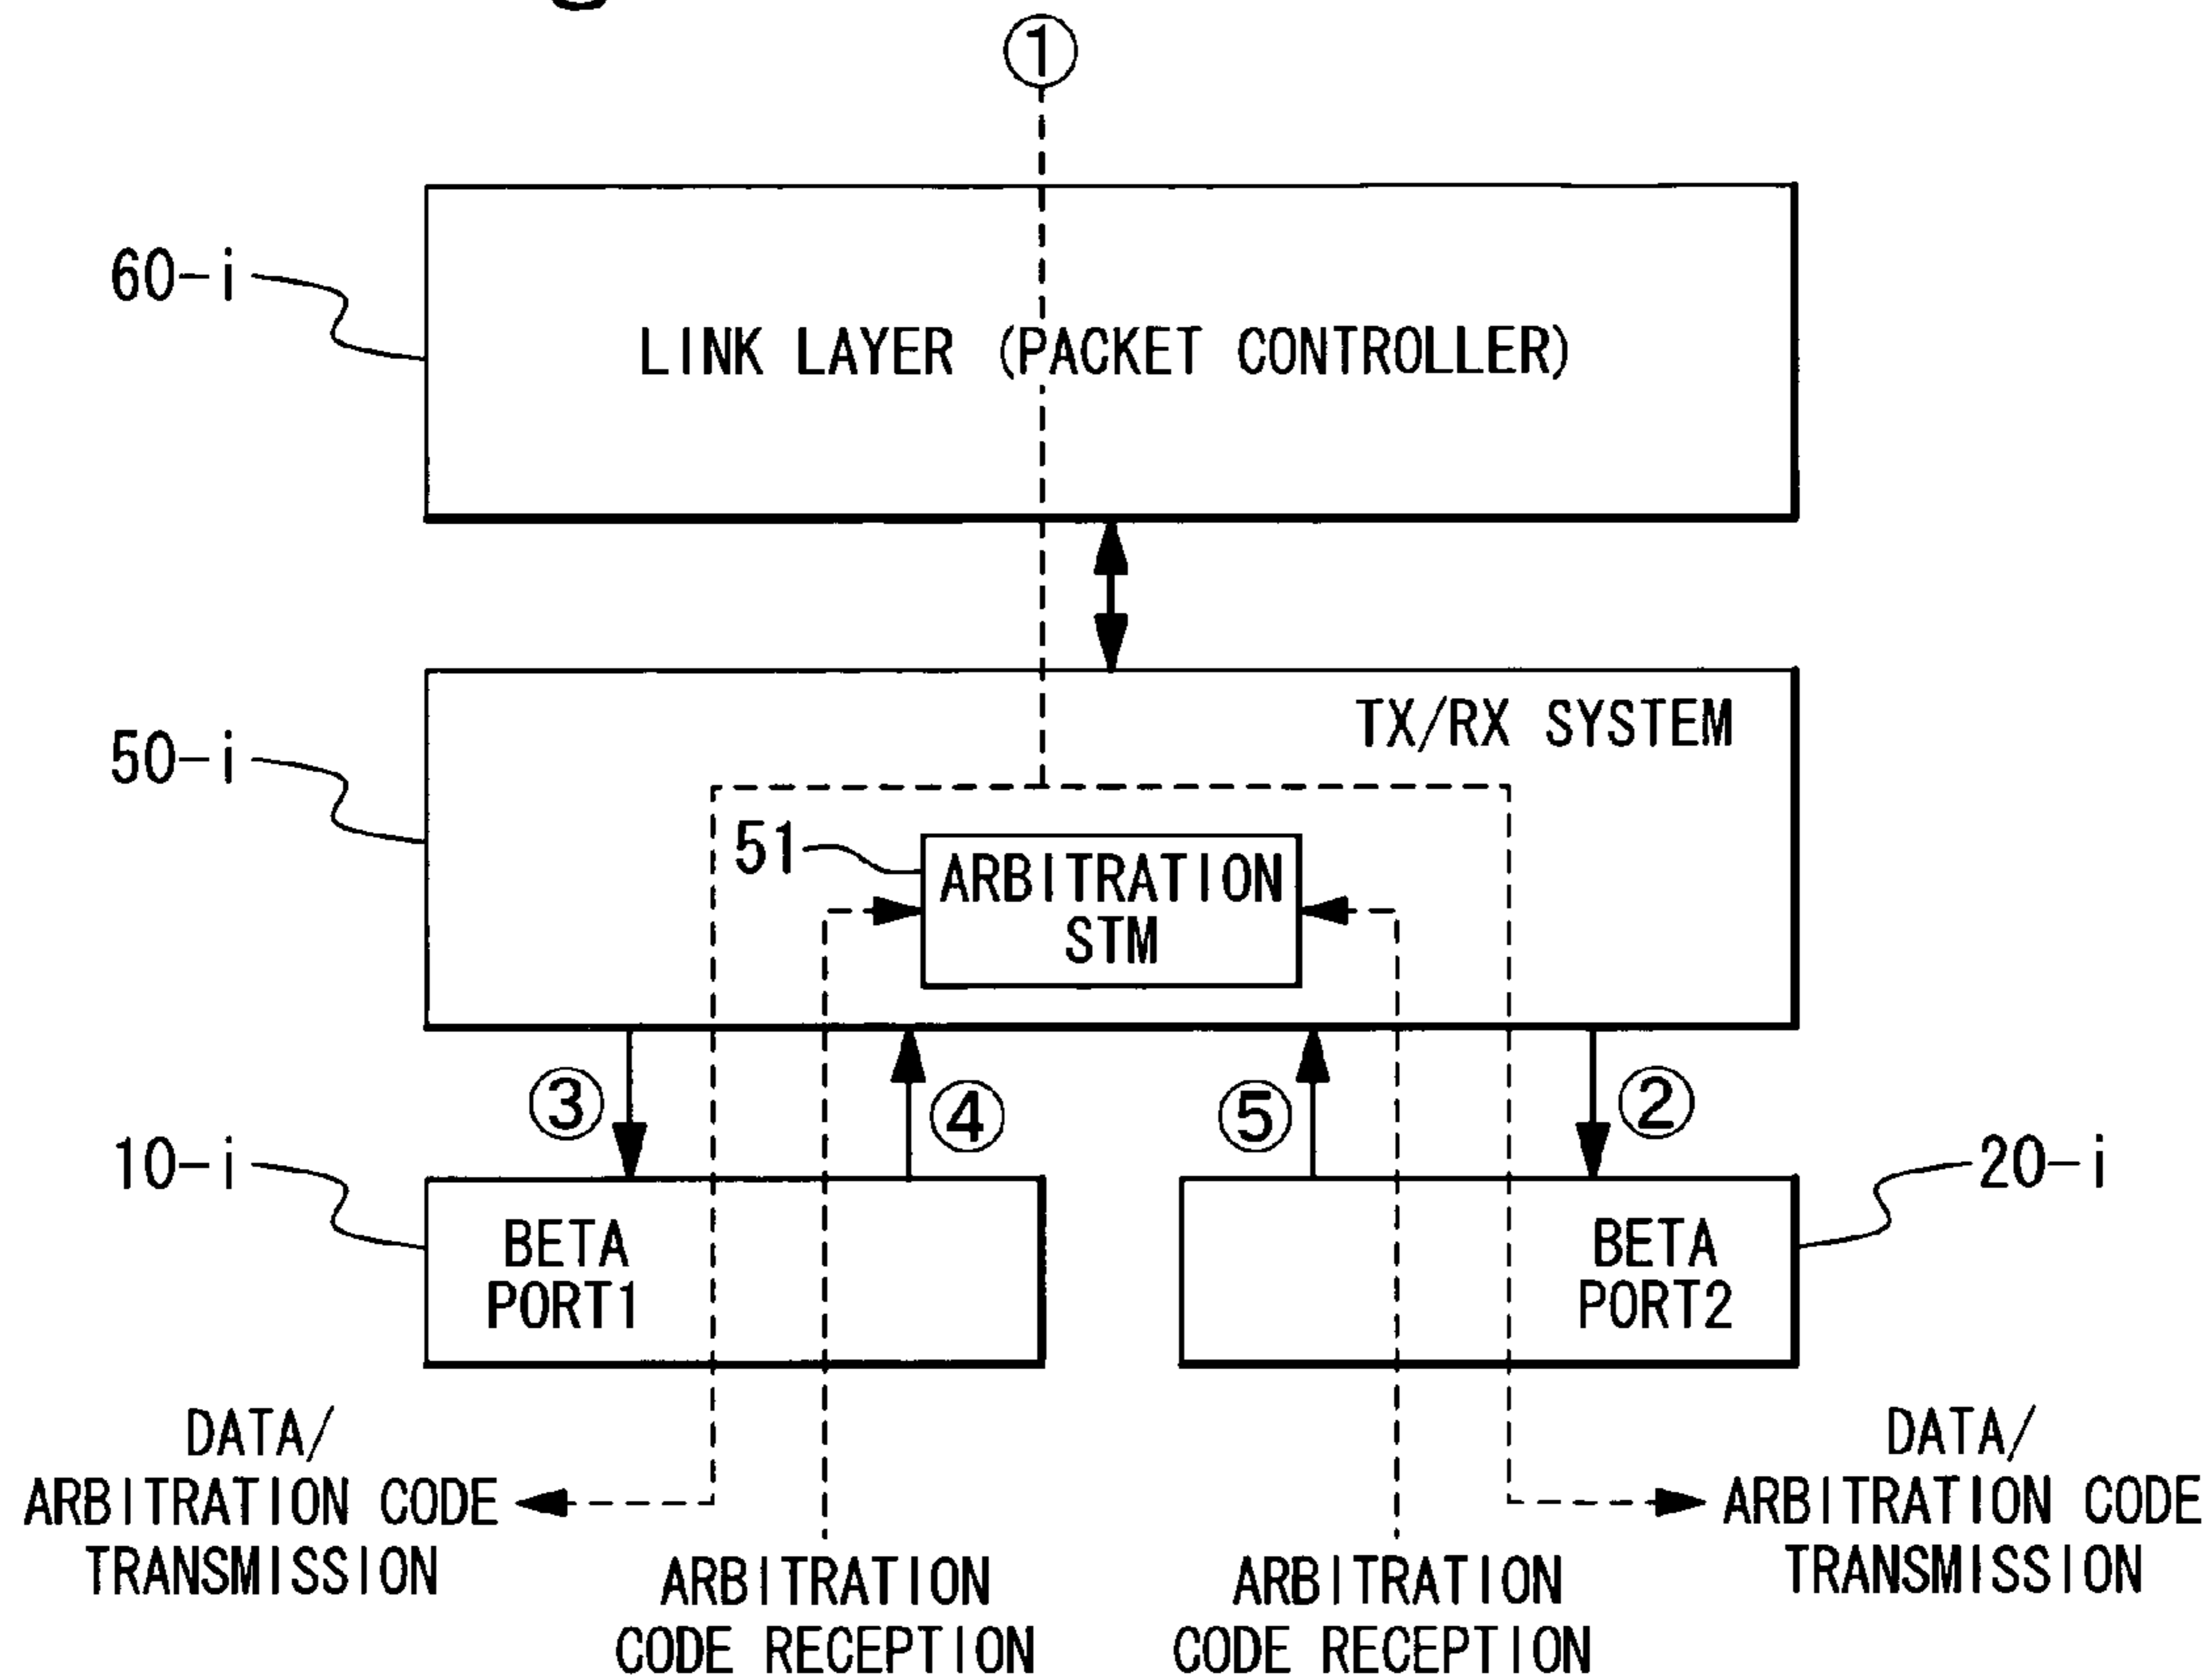 ①
60-i
LINK LAYER (PACKET CONTROLLER)
TX/RX SYSTEM
50-i
51
ARBITRATION
STM
③
④
⑤
②
10-i
20-i
BETA
PORT1
BETA
PORT2
DATA/
ARBITRATION CODE
TRANSMISSION
ARBITRATION
CODE RECEPTION
ARBITRATION
CODE RECEPTION
DATA/
ARBITRATION CODE
TRANSMISSION